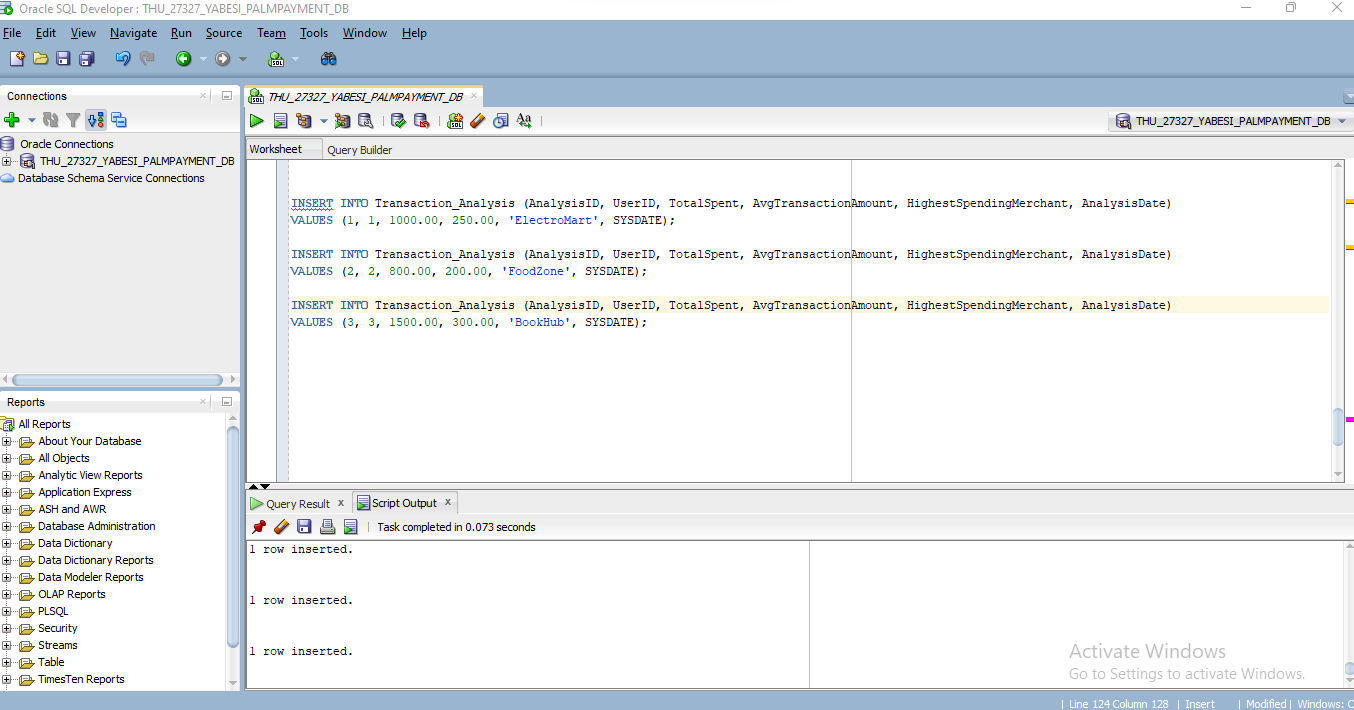 Oracle SQL Developer : THU_27327_YABESI_PALMPAYMENT_DB
File Edit View Navigate Run Source Team Tools Window Help
Connections
Oracle Connections
THU_27327_YABESI_PALMPAYMENT_DB
Database Schema Service Connections
Reports
All Reports
About Your Database
All Objects
Analytic View Reports
Application Express
ASH and AWR
Database Administration
Data Dictionary
Data Dictionary Reports
Data Modeler Reports
OLAP Reports
PLSQL
Security
Streams
Table
TimesTen Reports
THU_27327_YABESI_PALMPAYMENT_DB
THU_27327_YABESI_PALMPAYMENT_DB
Worksheet Query Builder
INSERT INTO Transaction_Analysis (AnalysisID, UserID, TotalSpent, AvgTransactionAmount, HighestSpendingMerchant, AnalysisDate)
VALUES (1, 1, 1000.00, 250.00, 'ElectroMart', SYSDATE);
INSERT INTO Transaction_Analysis (AnalysisID, UserID, TotalSpent, AvgTransactionAmount, HighestSpendingMerchant, AnalysisDate)
VALUES (2, 2, 800.00, 200.00, 'FoodZone', SYSDATE);
INSERT INTO Transaction_Analysis (AnalysisID, UserID, TotalSpent, AvgTransactionAmount, HighestSpendingMerchant, AnalysisDate)
VALUES (3, 3, 1500.00, 300.00, 'BookHub', SYSDATE);
Query Result x Script Output x
Task completed in 0.073 seconds
1 row inserted.
1 row inserted.
1 row inserted.
Activate Windows
Go to Settings to activate Windows.
| Line 124 Column 128 | Insert | Modified | Windows: C